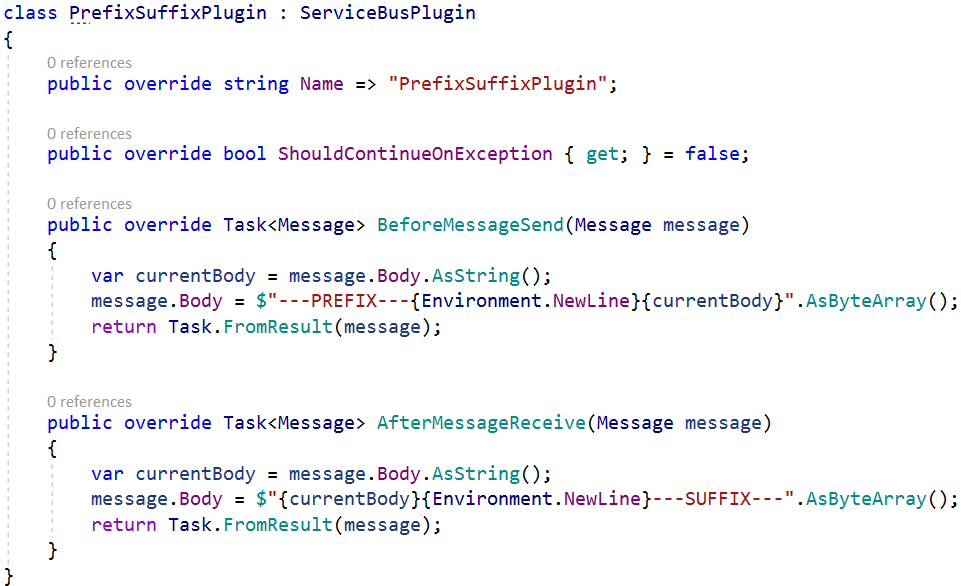 class PrefixSuffixPlugin : ServiceBusPlugin
{
0 references
public override string Name => "PrefixSuffixPlugin";
0 references
public override bool ShouldContinueOnException { get; } = false;
0 references
public override Task<Message> BeforeMessageSend(Message message)
{
var currentBody = message.Body.AsString();
message.Body = $"---PREFIX---{Environment.NewLine}{currentBody}".AsByteArray();
return Task.FromResult(message);
}
0 references
public override Task<Message> AfterMessageReceive(Message message)
{
var currentBody = message.Body.AsString();
message.Body = $"{currentBody}{Environment.NewLine}---SUFFIX---".AsByteArray();
return Task.FromResult(message);
}
}